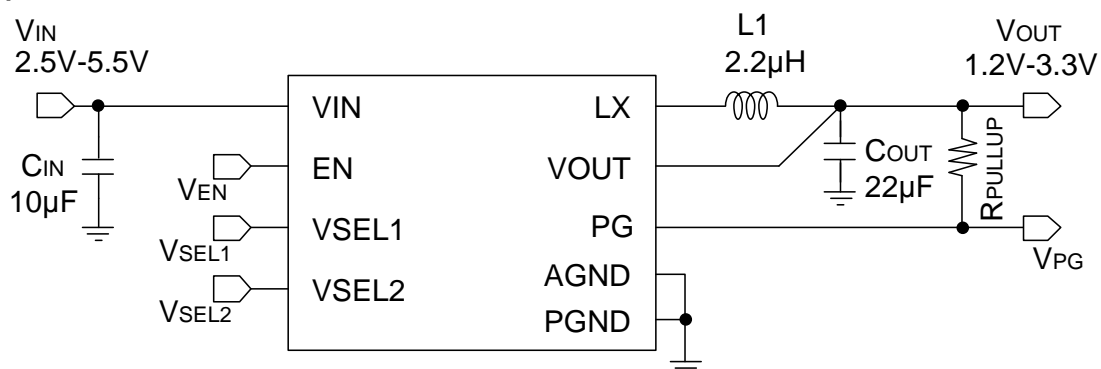 VIN
2.5V-5.5V
CIN
10µF
VEN
VSEL1
VSEL2
VIN
EN
VSEL1
VSEL2
LX
VOUT
PG
AGND
PGND
L1
2.2µH
COUT
22µF
RPULLUP
VOUT
1.2V-3.3V
VPG